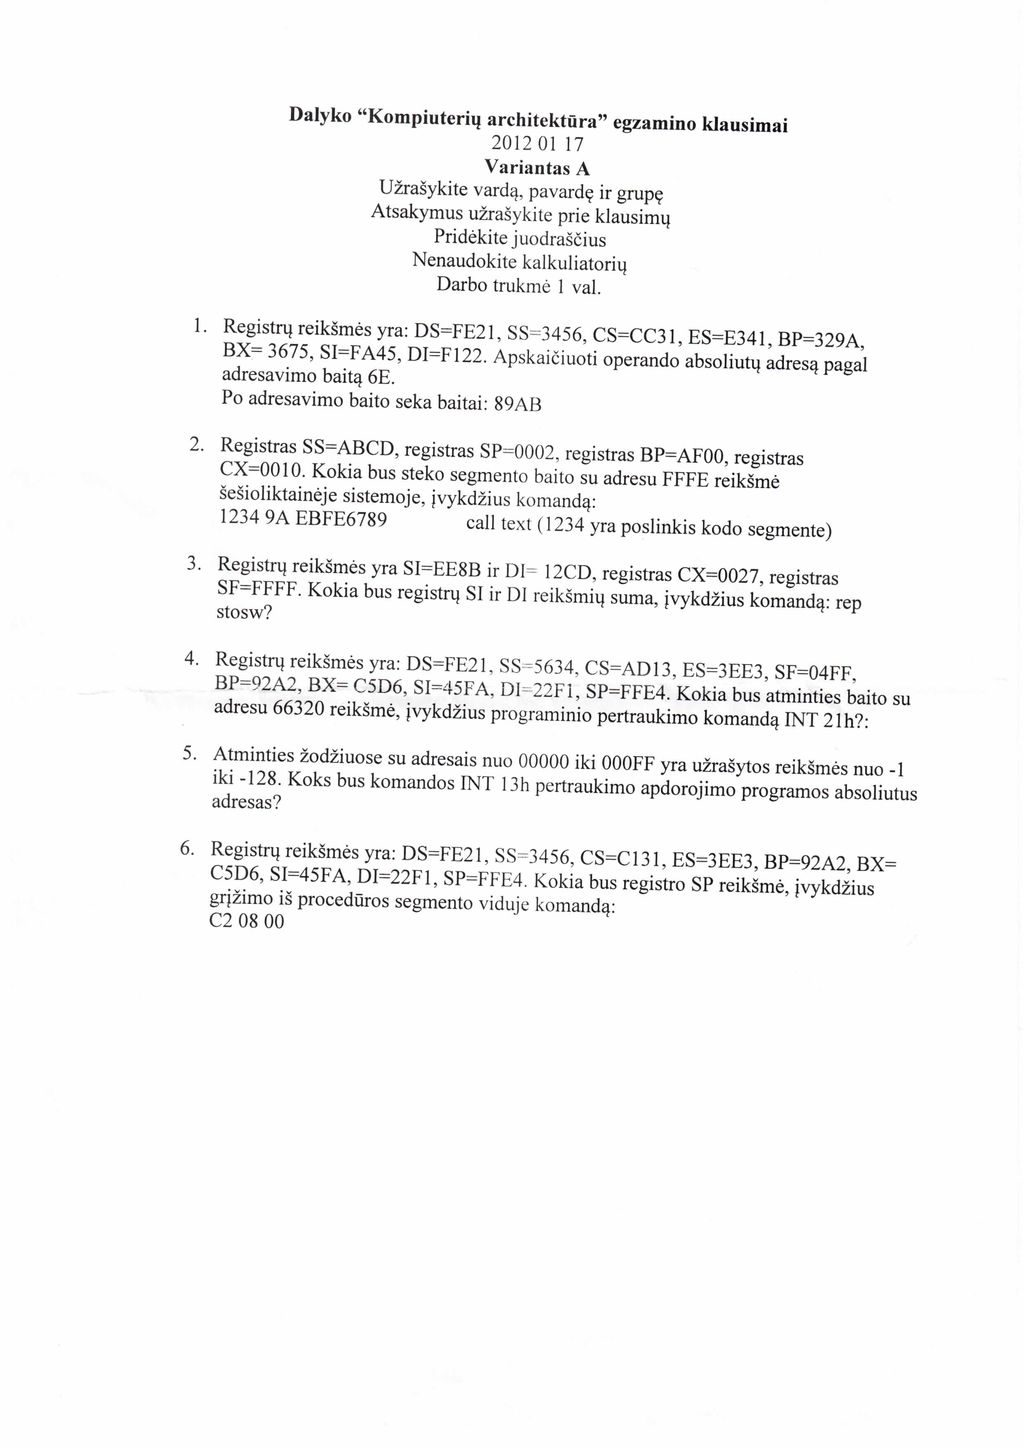 Dalyko “Kompiuterių architektūra” egzamino klausimai
2012 01 17
Variantas A
Užrašykite vardą, pavardę ir grupę
Atsakymus užrašykite prie klausimų
Pridėkite juodraščius
Nenaudokite kalkuliatorių
Darbo trukmė 1 val.
1. Registrų reikšmės yra: DS=FE21, SS=3456, CS=CC31, ES=E341, BP=329A,
BX= 3675, SI=FA45, DI=F122. Apskaičiuoti operando absoliutų adresą pagal
adresavimo baitą 6E.
Po adresavimo baito seka baitai: 89AB
2. Registras SS=ABCD, registras SP=0002, registras BP=AF00, registras
CX=0010. Kokia bus steko segmento baito su adresu FFFE reikšmė
šešioliktainėje sistemoje, įvykdžius komandą:
1234 9A EBFE6789 call text (1234 yra poslinkis kodo segmente)
3. Registrų reikšmės yra SI=EE8B ir DI= 12CD, registras CX=0027, registras
SF=FFFF. Kokia bus registrų SI ir DI reikšmių suma, įvykdžius komandą: rep
stosw?
4. Registrų reikšmės yra: DS=FE21, SS=5634, CS=AD13, ES=3EE3, SF=04FF,
BP=92A2, BX= C5D6, SI=45FA, DI=22F1, SP=FFE4. Kokia bus atminties baito su
adresu 66320 reikšmė, įvykdžius programinio pertraukimo komandą INT 21h?:
5. Atminties žodžiuose su adresais nuo 00000 iki 000FF yra užrašytos reikšmės nuo -1
iki -128. Koks bus komandos INT 13h pertraukimo apdorojimo programos absoliutus
adresas?
6. Registrų reikšmės yra: DS=FE21, SS=3456, CS=C131, ES=3EE3, BP=92A2, BX=
C5D6, SI=45FA, DI=22F1, SP=FFE4. Kokia bus registro SP reikšmė, įvykdžius
grįžimo iš procedūros segmento viduje komandą:
C2 08 00